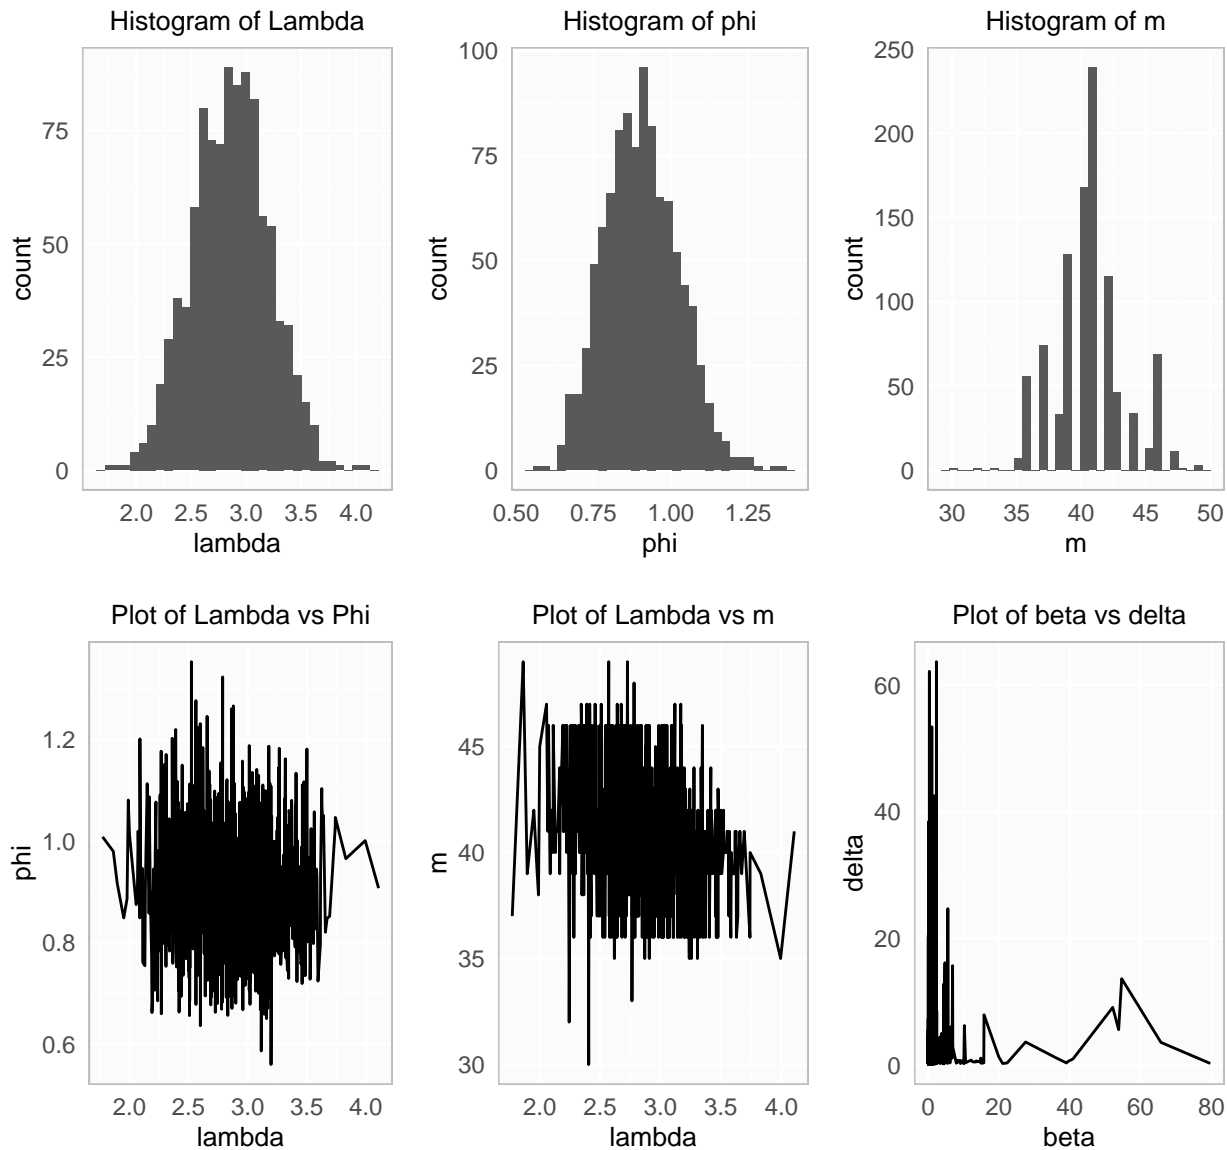 Histogram of Lambda
75
50
25
0
count
2.0 2.5 3.0 3.5 4.0
lambda
Histogram of phi
100
75
50
25
0
count
0.50 0.75 1.00 1.25
phi
Histogram of m
250
200
150
100
50
0
count
30 35 40 45 50
m
Plot of Lambda vs Phi
1.2
1.0
0.8
0.6
phi
2.0 2.5 3.0 3.5 4.0
lambda
Plot of Lambda vs m
45
40
35
30
m
2.0 2.5 3.0 3.5 4.0
lambda
Plot of beta vs delta
60
40
20
0
delta
0 20 40 60 80
beta